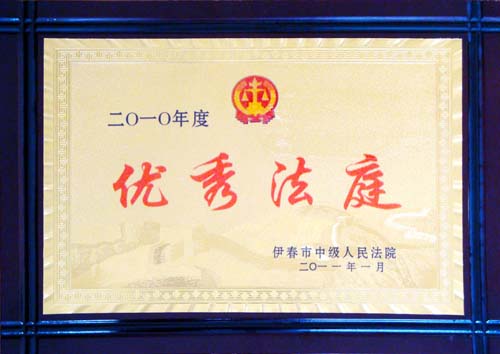 二〇一〇年度
优秀法庭
伊春市中级人民法院
二〇一一年一月